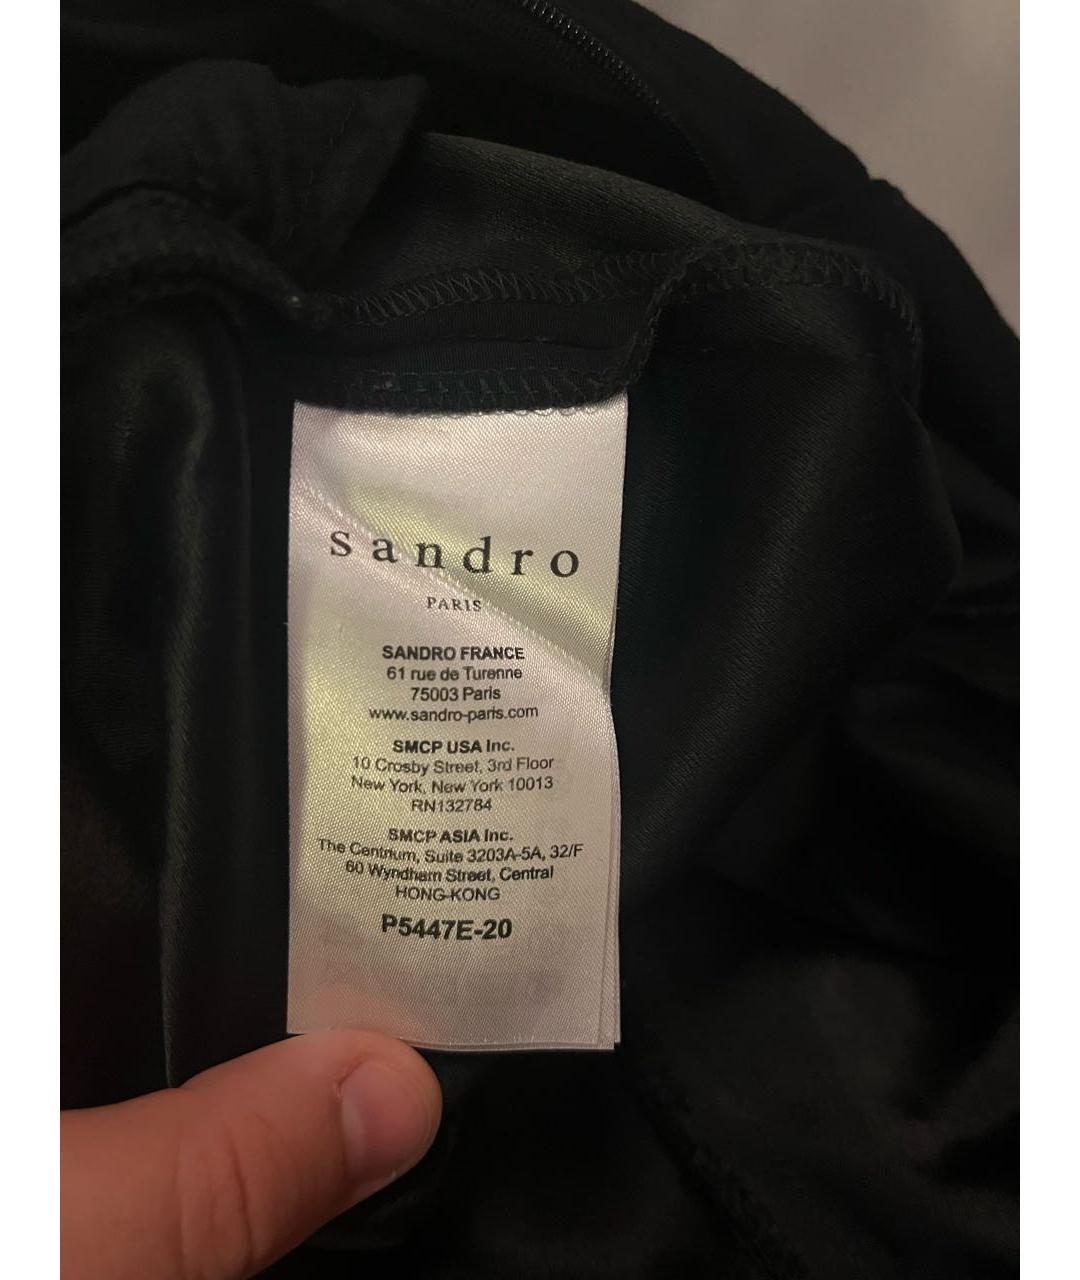 sandro
PARIS
SANDRO FRANCE
61 rue de Turenne
75003 Paris
www.sandro-paris.com
SMCP USA Inc.
10 Crosby Street, 3rd Floor
New York, New York 10013
RN132784
SMCP ASIA Inc.
The Centrium, Suite 3203A-5A, 32/F
60 Wyndham Street, Central
HONG-KONG
P5447E-20